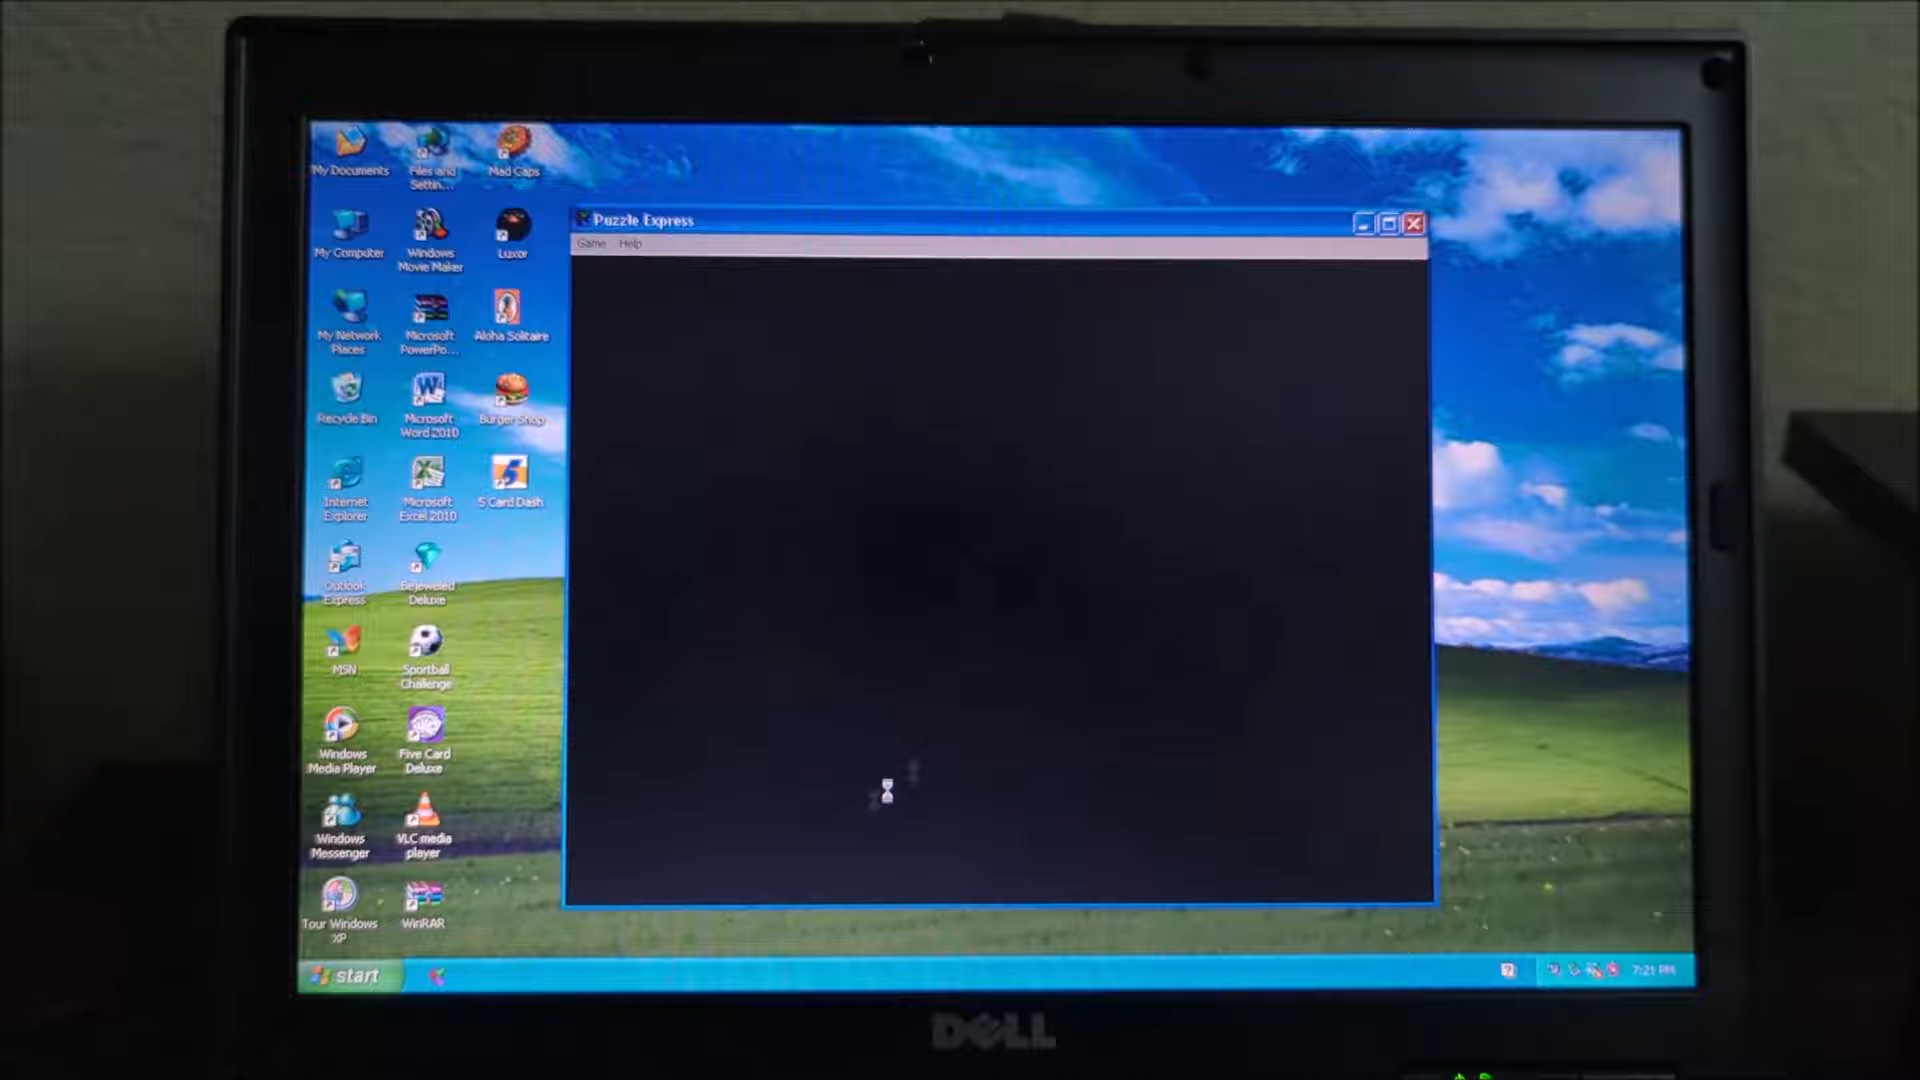 My Documents
Files and
Settin...
Mad Caps
My Computer
Windows
Movie Maker
Luxor
My Network
Places
Microsoft
PowerPo...
Aloha Solitaire
Recycle Bin
Microsoft
Word 2010
Burger Shop
Internet
Explorer
Microsoft
Excel 2010
5 Card Dash
Outlook
Express
Bejeweled
Deluxe
MSN
Sportball
Challenge
Windows
Media Player
Five Card
Deluxe
Windows
Messenger
VLC media
player
Tour Windows
XP
WinRAR
Puzzle Express
Game Help
start
7:21 PM
DELL